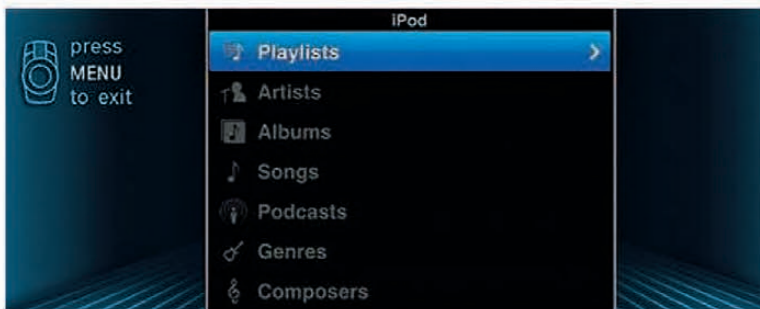 press
MENU
to exit
iPod
Playlists
Artists
Albums
Songs
Podcasts
Genres
Composers